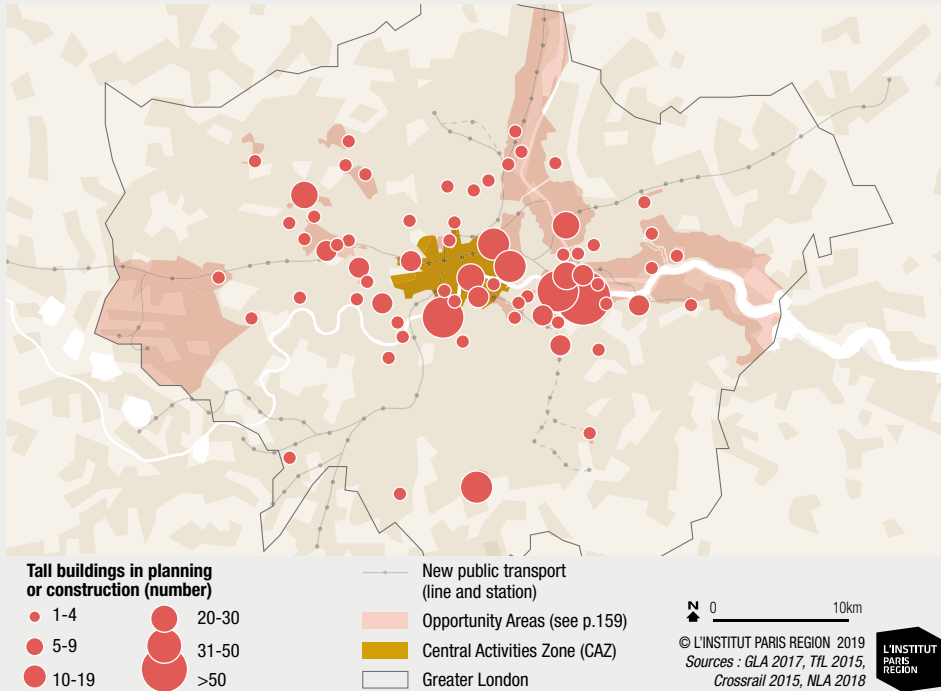 Tall buildings in planning
or construction (number)
1-4
5-9
10-19
20-30
31-50
>50
New public transport
(line and station)
Opportunity Areas (see p.159)
Central Activities Zone (CAZ)
Greater London
N 0 10km
© L'INSTITUT PARIS REGION 2019
Sources : GLA 2017, TfL 2015,
Crossrail 2015, NLA 2018
L'INSTITUT
PARIS
REGION